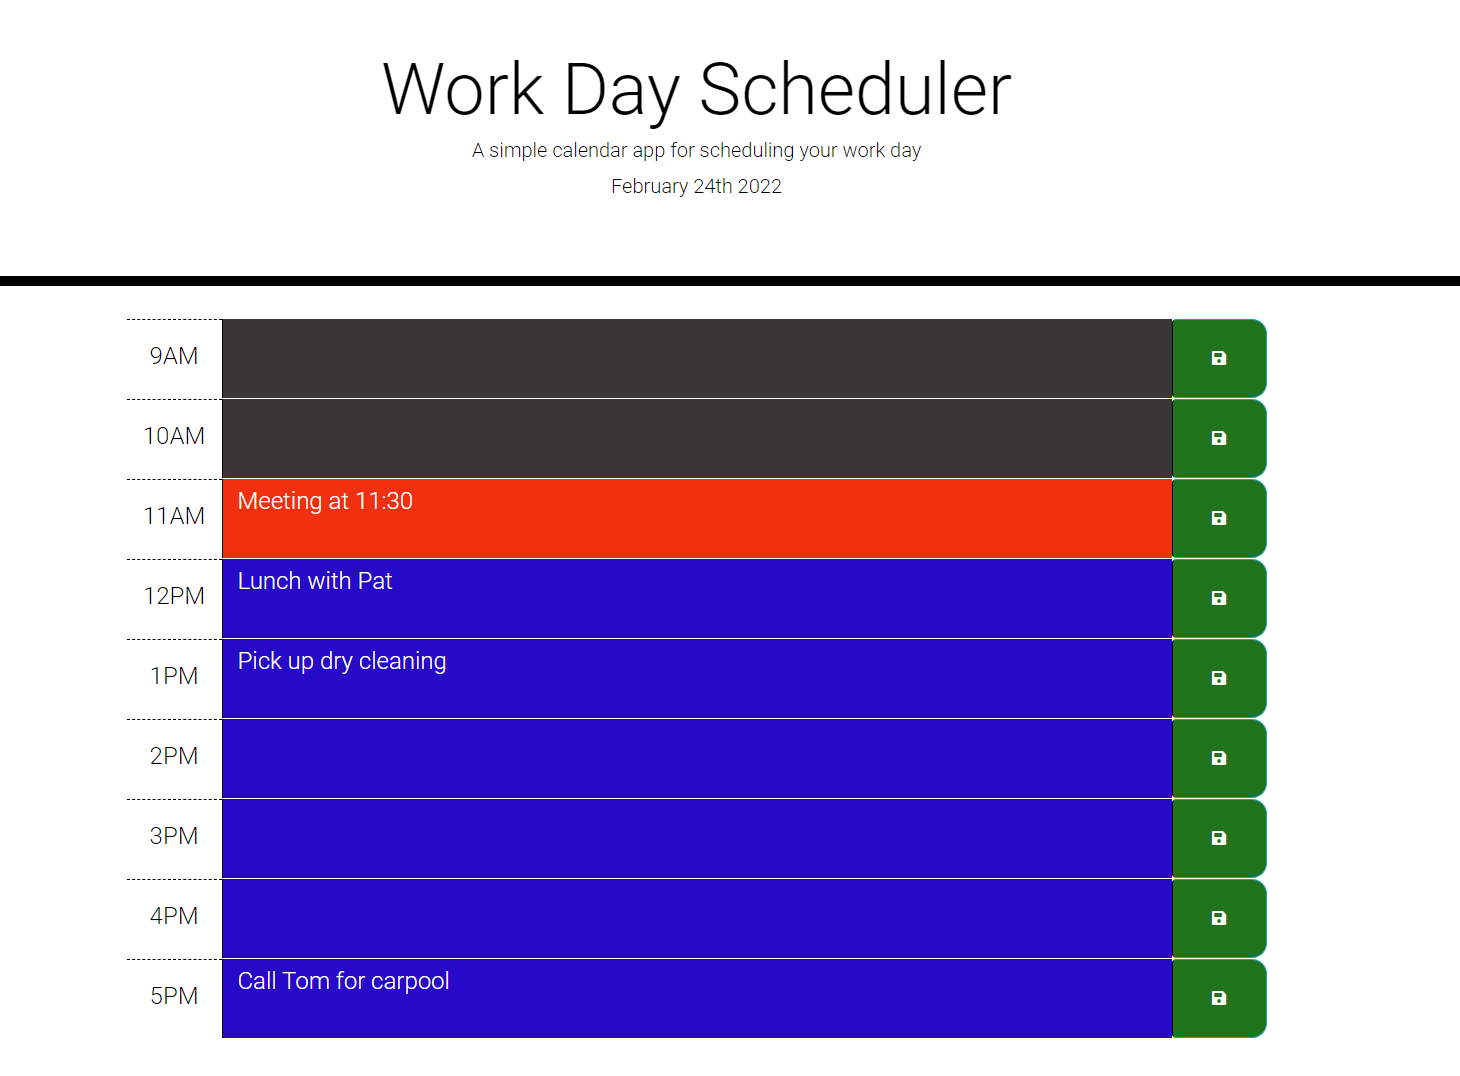 Work Day Scheduler
A simple calendar app for scheduling your work day
February 24th 2022
9AM
10AM
11AM Meeting at 11:30
12PM Lunch with Pat
1PM Pick up dry cleaning
2PM
3PM
4PM
5PM Call Tom for carpool